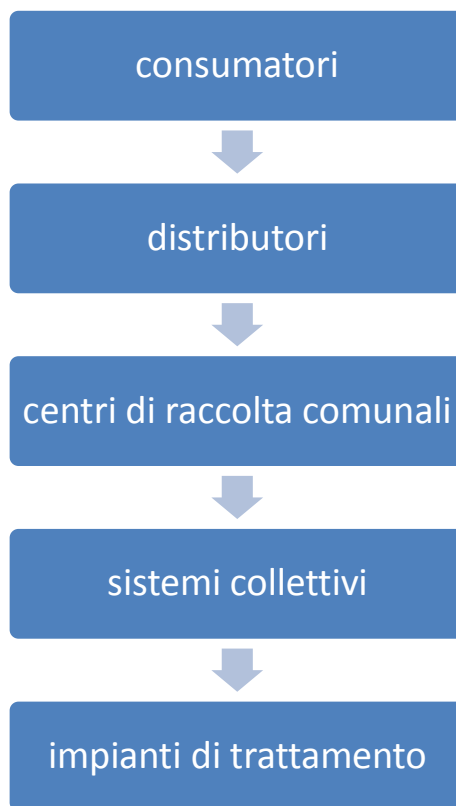 consumatori
distributori
centri di raccolta comunali
sistemi collettivi
impianti di trattamento